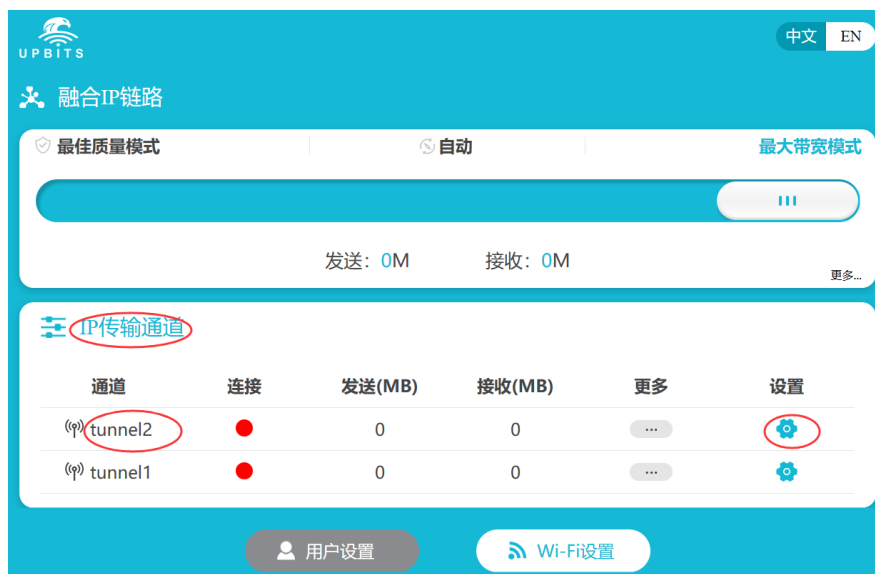 UPBITS
中文 EN
融合IP链路
最佳质量模式 自动 最大带宽模式
发送：0M 接收：0M
更多...
IP传输通道
通道 连接 发送(MB) 接收(MB) 更多 设置
tunnel2 0 0 ...
tunnel1 0 0 ...
用户设置 Wi-Fi设置